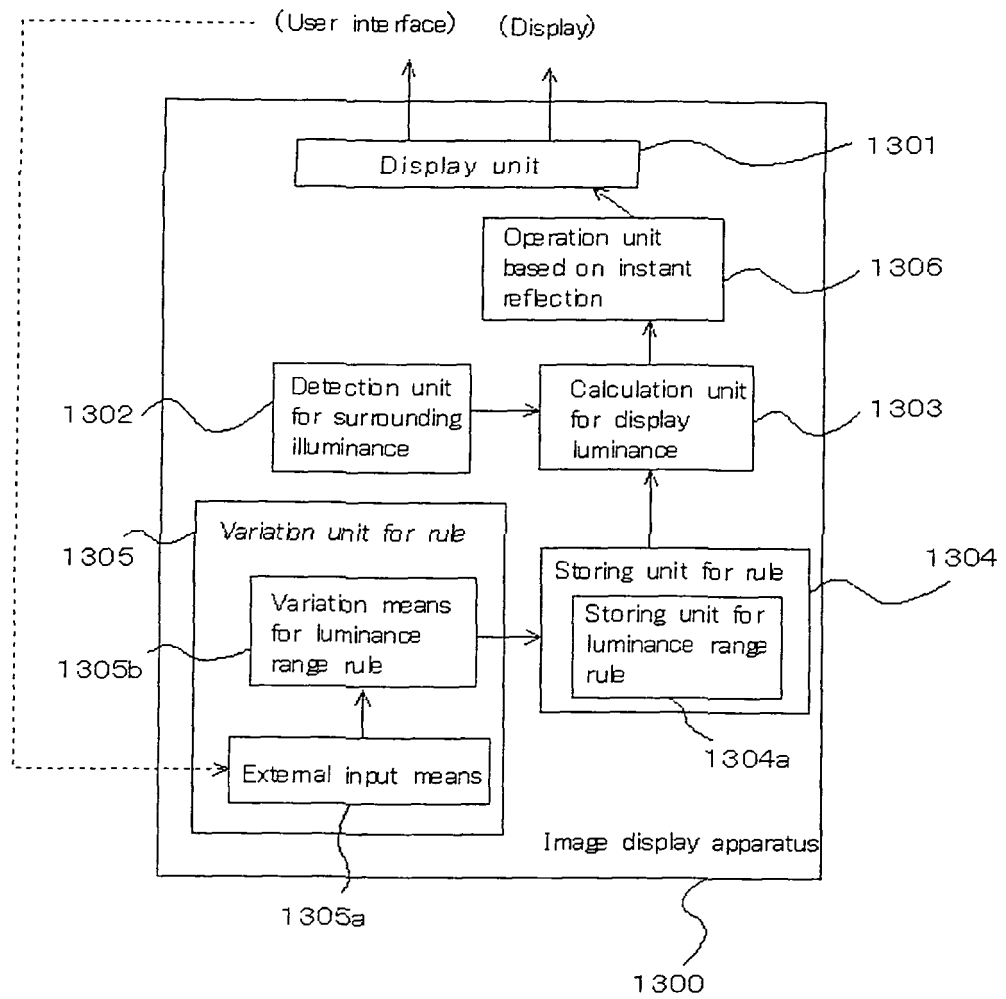 (User interface)
(Display)
Display unit
1301
Operation unit
based on instant
reflection
1306
Detection unit
for surrounding
illuminance
1302
Calculation unit
for display
luminance
1303
Variation unit for rule
1305
Storing unit for rule
1304
Variation means
for luminance
range rule
1305b
Storing unit for
luminance range
rule
1304a
External input means
1305a
Image display apparatus
1300